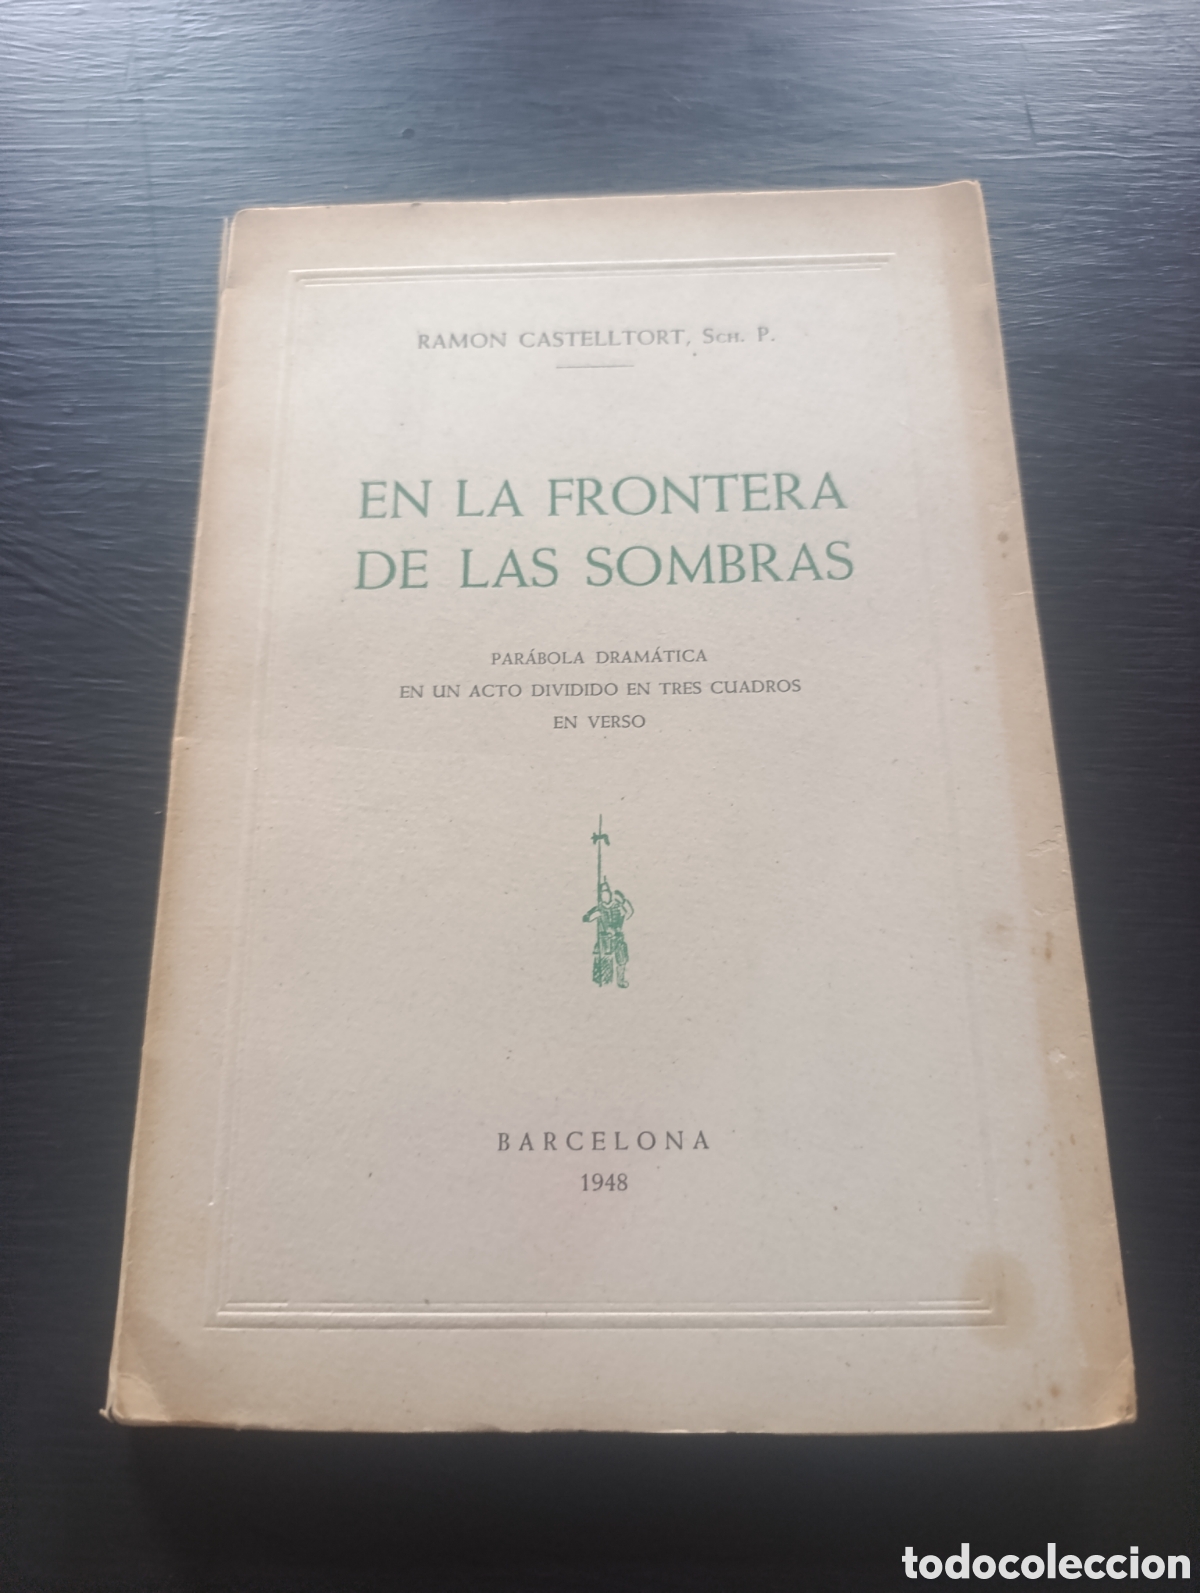 RAMON CASTELLTORT, Sch. P.
EN LA FRONTERA
DE LAS SOMBRAS
PARÁBOLA DRAMÁTICA
EN UN ACTO DIVIDIDO EN TRES CUADROS
EN VERSO
BARCELONA
1948
todocoleccion